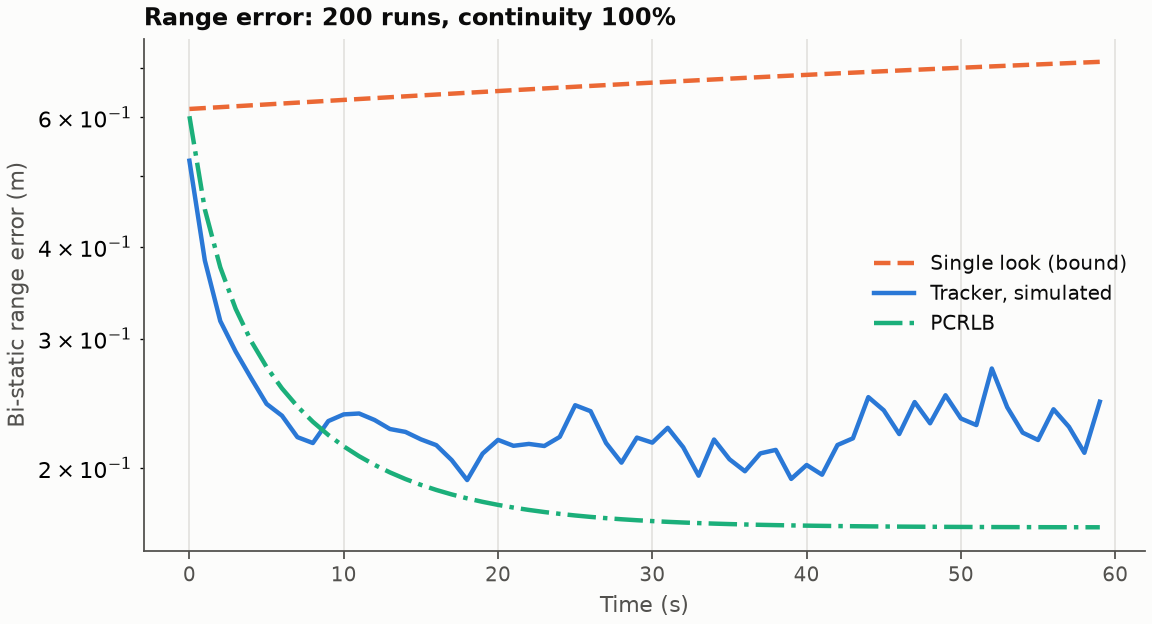 Range error: 200 runs, continuity 100%
Bi-static range error (m)
6 × 10⁻¹
4 × 10⁻¹
3 × 10⁻¹
2 × 10⁻¹
Single look (bound)
Tracker, simulated
PCRLB
0 10 20 30 40 50 60
Time (s)